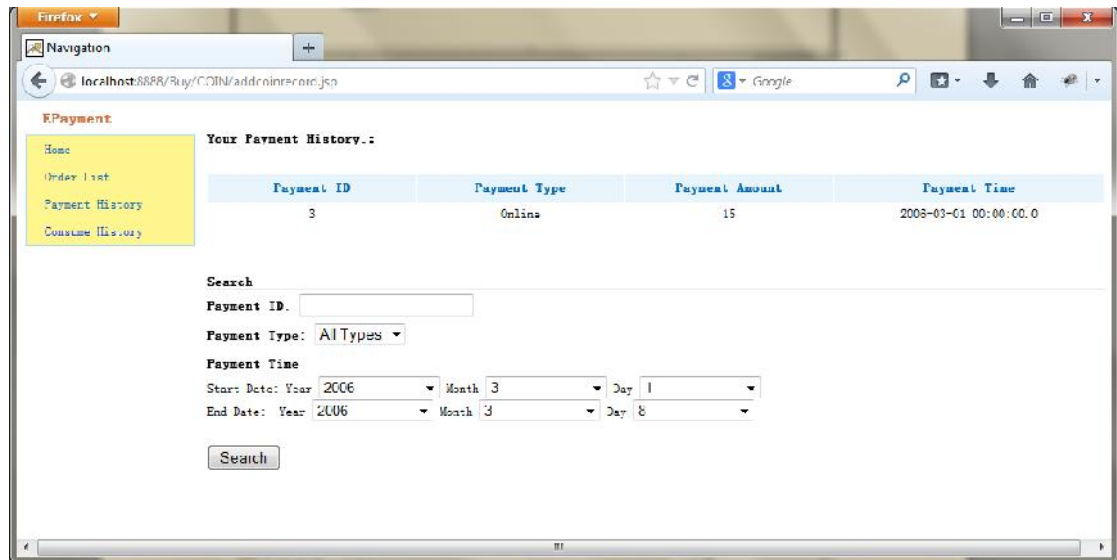 Firefox
Navigation
localhost:8888/Buy/COIN/addcoinrecord.jsp
Google
EPayment
Home
Order List
Payment History
Consume History
Your Payment History.:
Payment ID Payment Type Payment Amount Payment Time
3 Online 15 2006-03-01 00:00:00.0
Search
Payment ID.
Payment Type: All Types
Payment Time
Start Date: Year 2006 Month 3 Day 1
End Date: Year 2006 Month 3 Day 8
Search